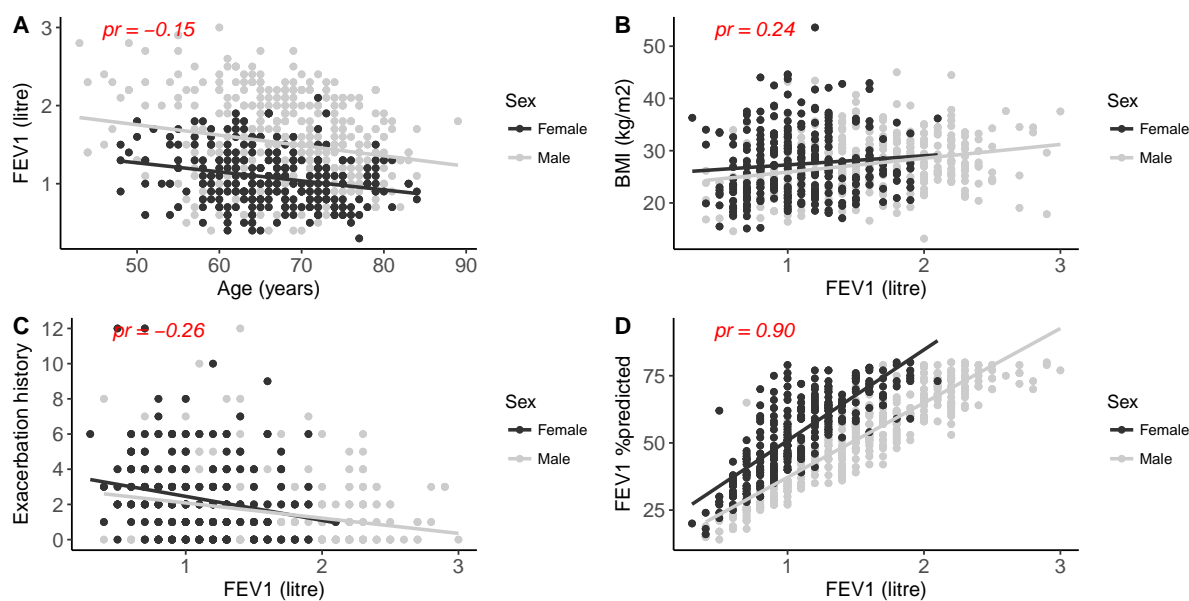 A
pr = −0.15
FEV1 (litre)
3
2
1
50
60
70
80
90
Age (years)
Sex
Female
Male
B
pr = 0.24
BMI (kg/m2)
50
40
30
20
1
2
3
FEV1 (litre)
Sex
Female
Male
C
pr = −0.26
Exacerbation history
12
10
8
6
4
2
0
1
2
3
FEV1 (litre)
Sex
Female
Male
D
pr = 0.90
FEV1 %predicted
75
50
25
1
2
3
FEV1 (litre)
Sex
Female
Male